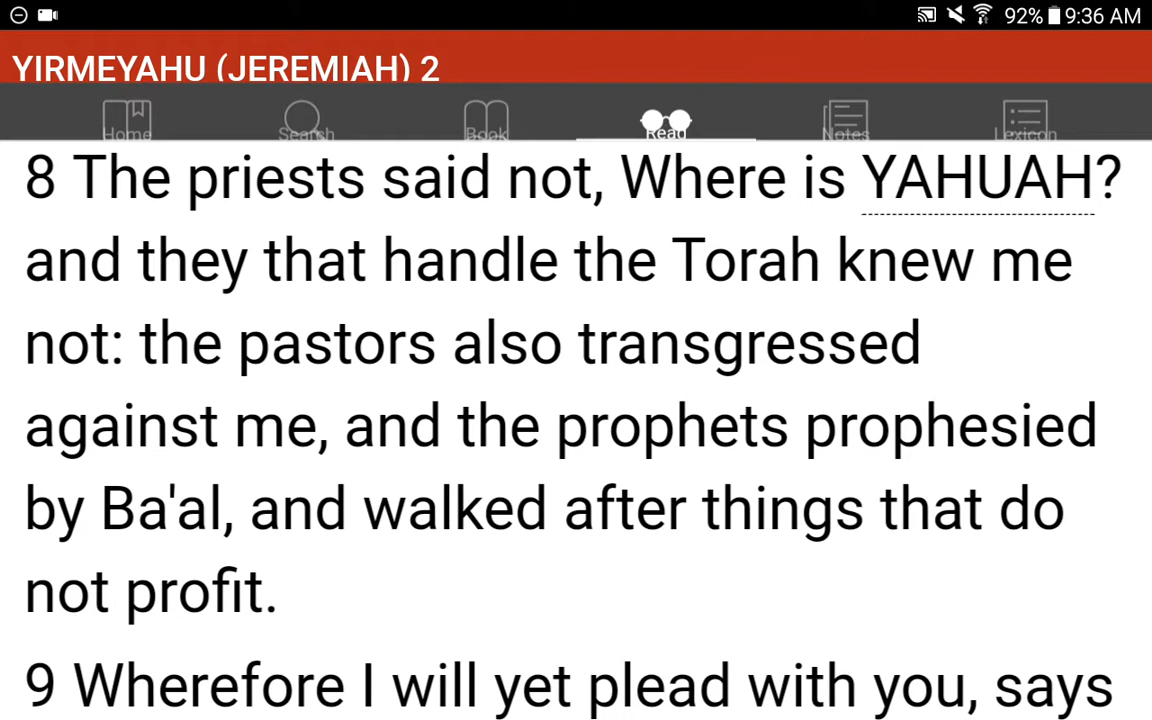 92% 9:36 AM
YIRMEYAHU (JEREMIAH) 2
Home Search Book Read Notes Lexicon
8 The priests said not, Where is YAHUAH?
and they that handle the Torah knew me
not: the pastors also transgressed
against me, and the prophets prophesied
by Ba'al, and walked after things that do
not profit.
9 Wherefore I will yet plead with you, says